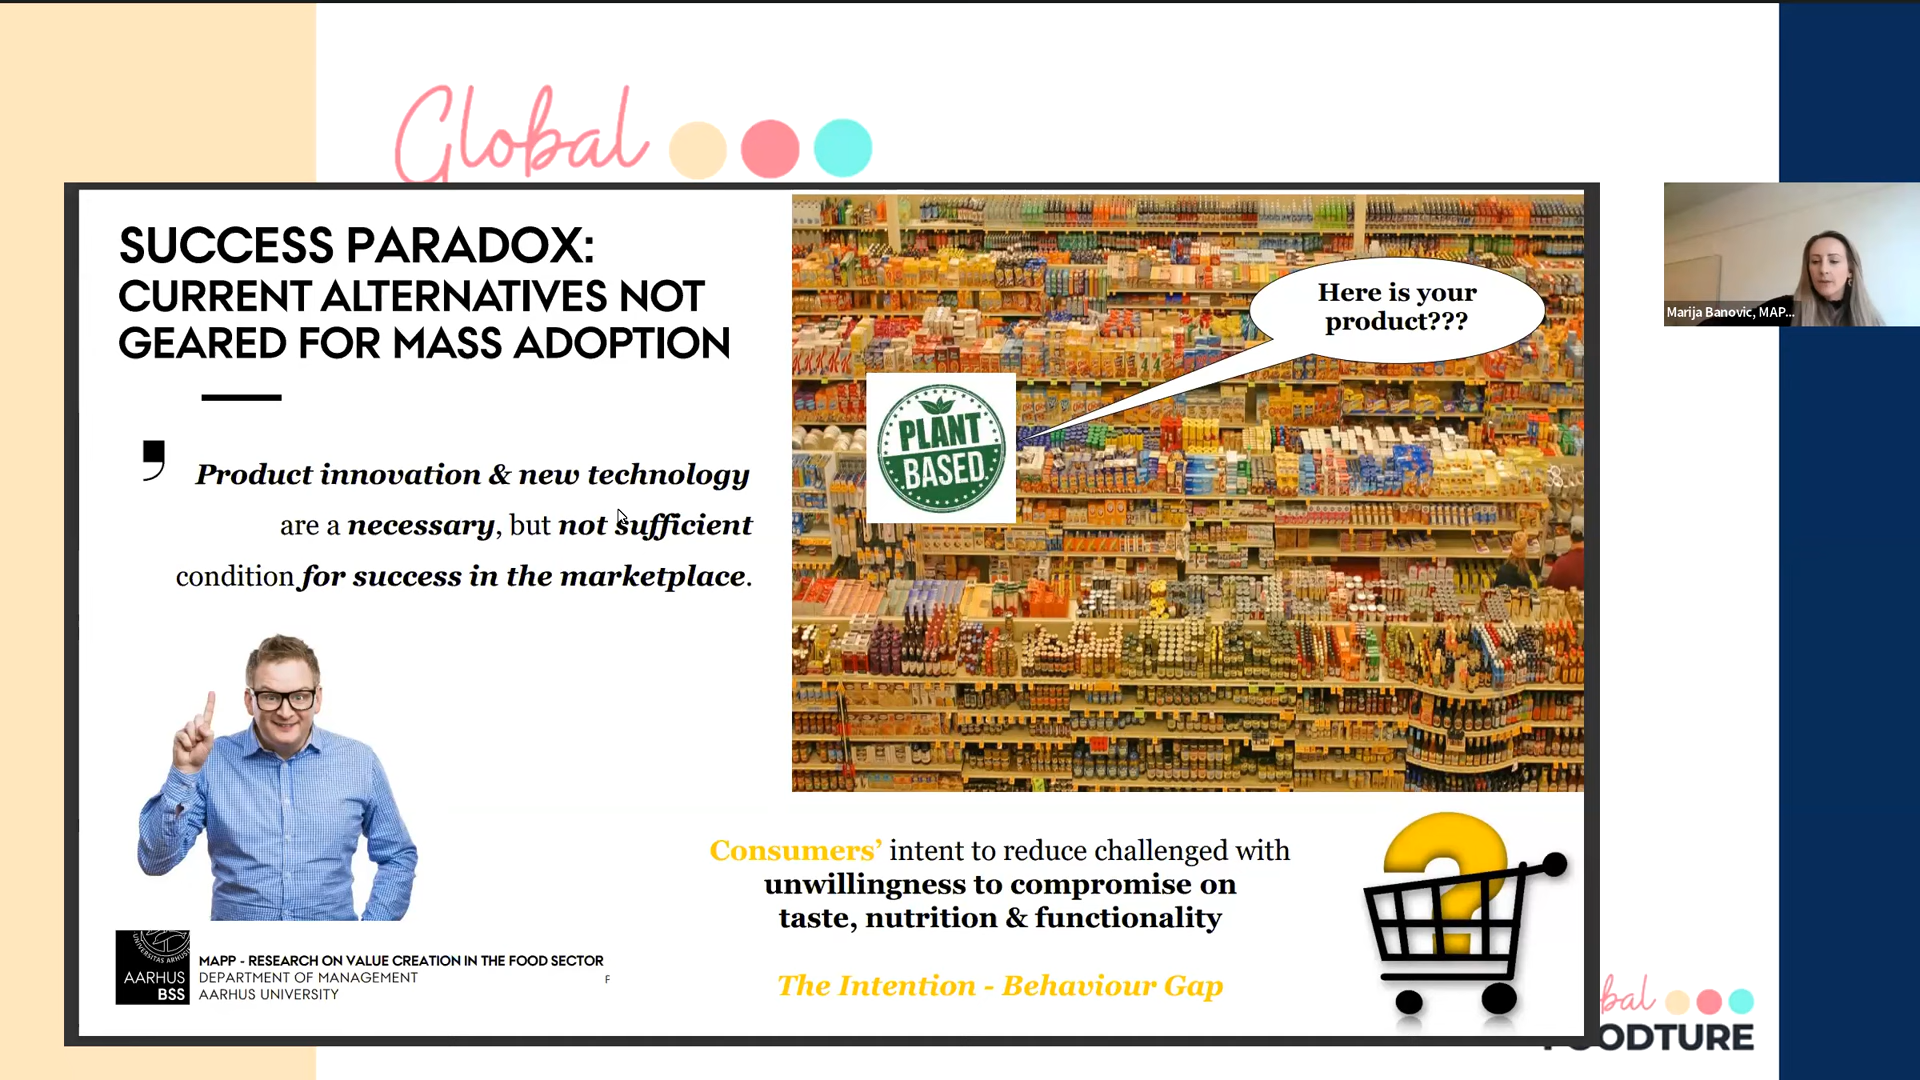 Global
SUCCESS PARADOX:
CURRENT ALTERNATIVES NOT
GEARED FOR MASS ADOPTION
Product innovation & new technology
are a necessary, but not sufficient
condition for success in the marketplace.
Here is your
product???
PLANT
BASED
Marija Banovic, MAP...
Consumers' intent to reduce challenged with
unwillingness to compromise on
taste, nutrition & functionality
The Intention - Behaviour Gap
AARHUS
BSS
MAPP - RESEARCH ON VALUE CREATION IN THE FOOD SECTOR
DEPARTMENT OF MANAGEMENT
AARHUS UNIVERSITY
F
bal
OODTURE